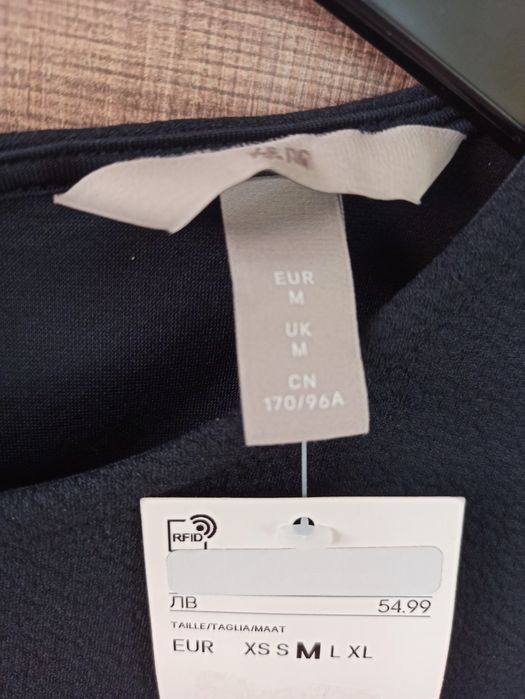 EUR
M
UK
M
CN
170/96A
RFID
ЛВ 54.99
TAILLE/TAGLIA/MAAT
EUR XS S M L XL